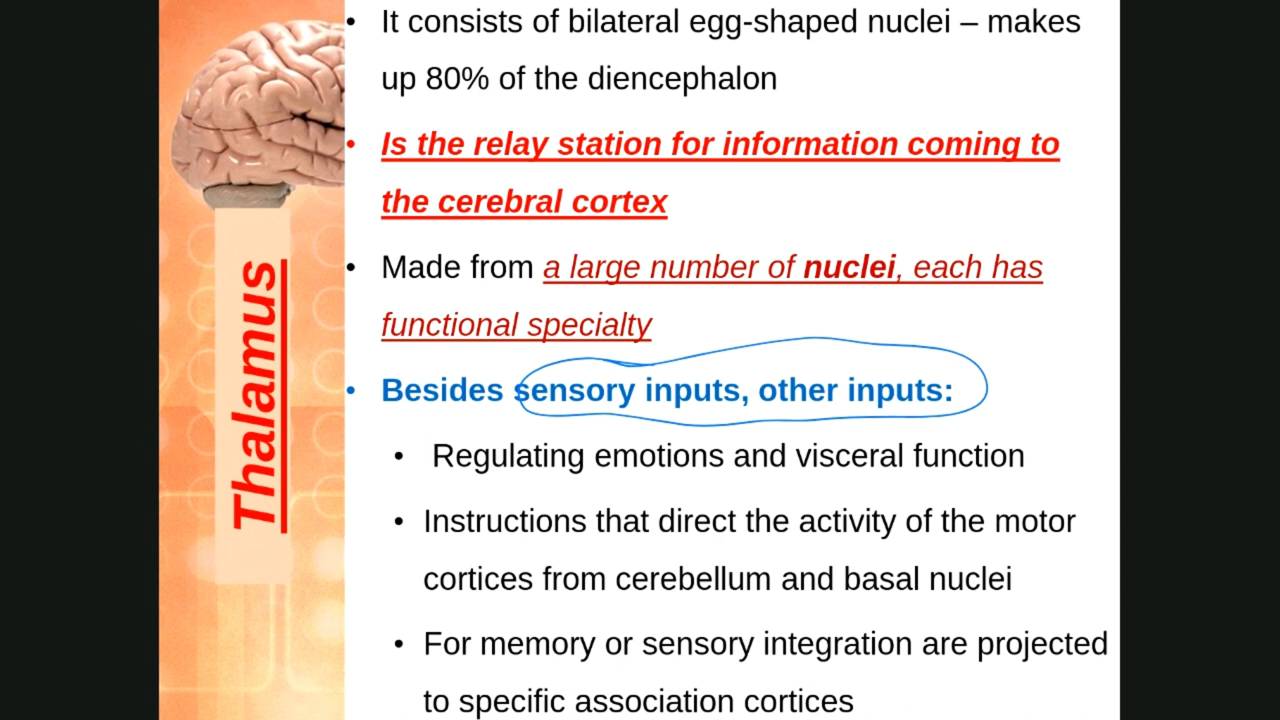 Thalamus
• It consists of bilateral egg-shaped nuclei – makes
up 80% of the diencephalon
• Is the relay station for information coming to
the cerebral cortex
• Made from a large number of nuclei, each has
functional specialty
• Besides sensory inputs, other inputs:
• Regulating emotions and visceral function
• Instructions that direct the activity of the motor
cortices from cerebellum and basal nuclei
• For memory or sensory integration are projected
to specific association cortices